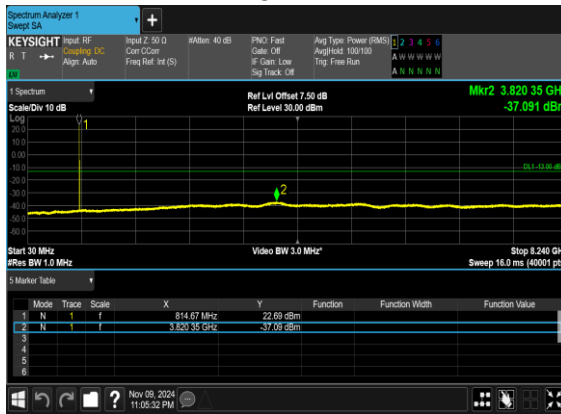 Spectrum Analyzer 1
Swept SA
KEYSIGHT Input: RF Input Z: 50 Ω #Atten: 40 dB PNO: Fast Avg Type: Power (RMS) 1 2 3 4 5 6
R T Coupling: DC Corr CCorr Gate: Off Avg|Hold: 100/100 A W W W W W
Align: Auto Freq Ref: Int (S) IF Gain: Low Trig: Free Run
Sig Track: Off A N N N N N
1 Spectrum Ref Lvl Offset 7.50 dB Mkr2 3.820 35 GH
Scale/Div 10 dB Ref Level 30.00 dBm -37.091 dBr
Log
20.0
10.0
0.00
-10.0
-20.0
-30.0
-40.0
-50.0
-60.0
1
DL1 -13.00 dB
2
Start 30 MHz Video BW 3.0 MHz* Stop 8.240 GH
#Res BW 1.0 MHz Sweep 16.0 ms (40001 pt
5 Marker Table
Mode Trace Scale X Y Function Function Width Function Value
1 N 1 f 814.67 MHz 22.69 dBm
2 N 1 f 3.820 35 GHz -37.09 dBm
3
4
5
6
? Nov 09, 2024
11:05:32 PM